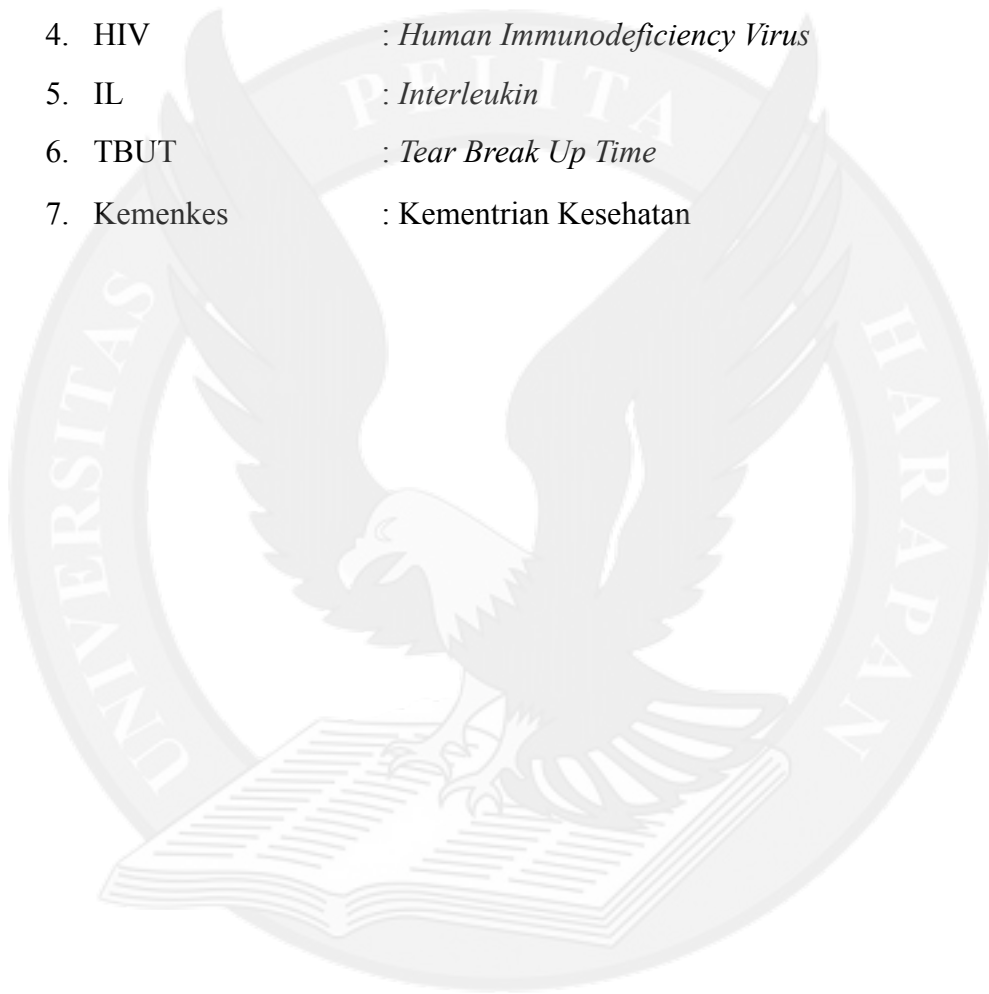 4. HIV : Human Immunodeficiency Virus
5. IL : Interleukin
6. TBUT : Tear Break Up Time
7. Kemenkes : Kementrian Kesehatan
UNIVERSITAS PELITA HARAPAN